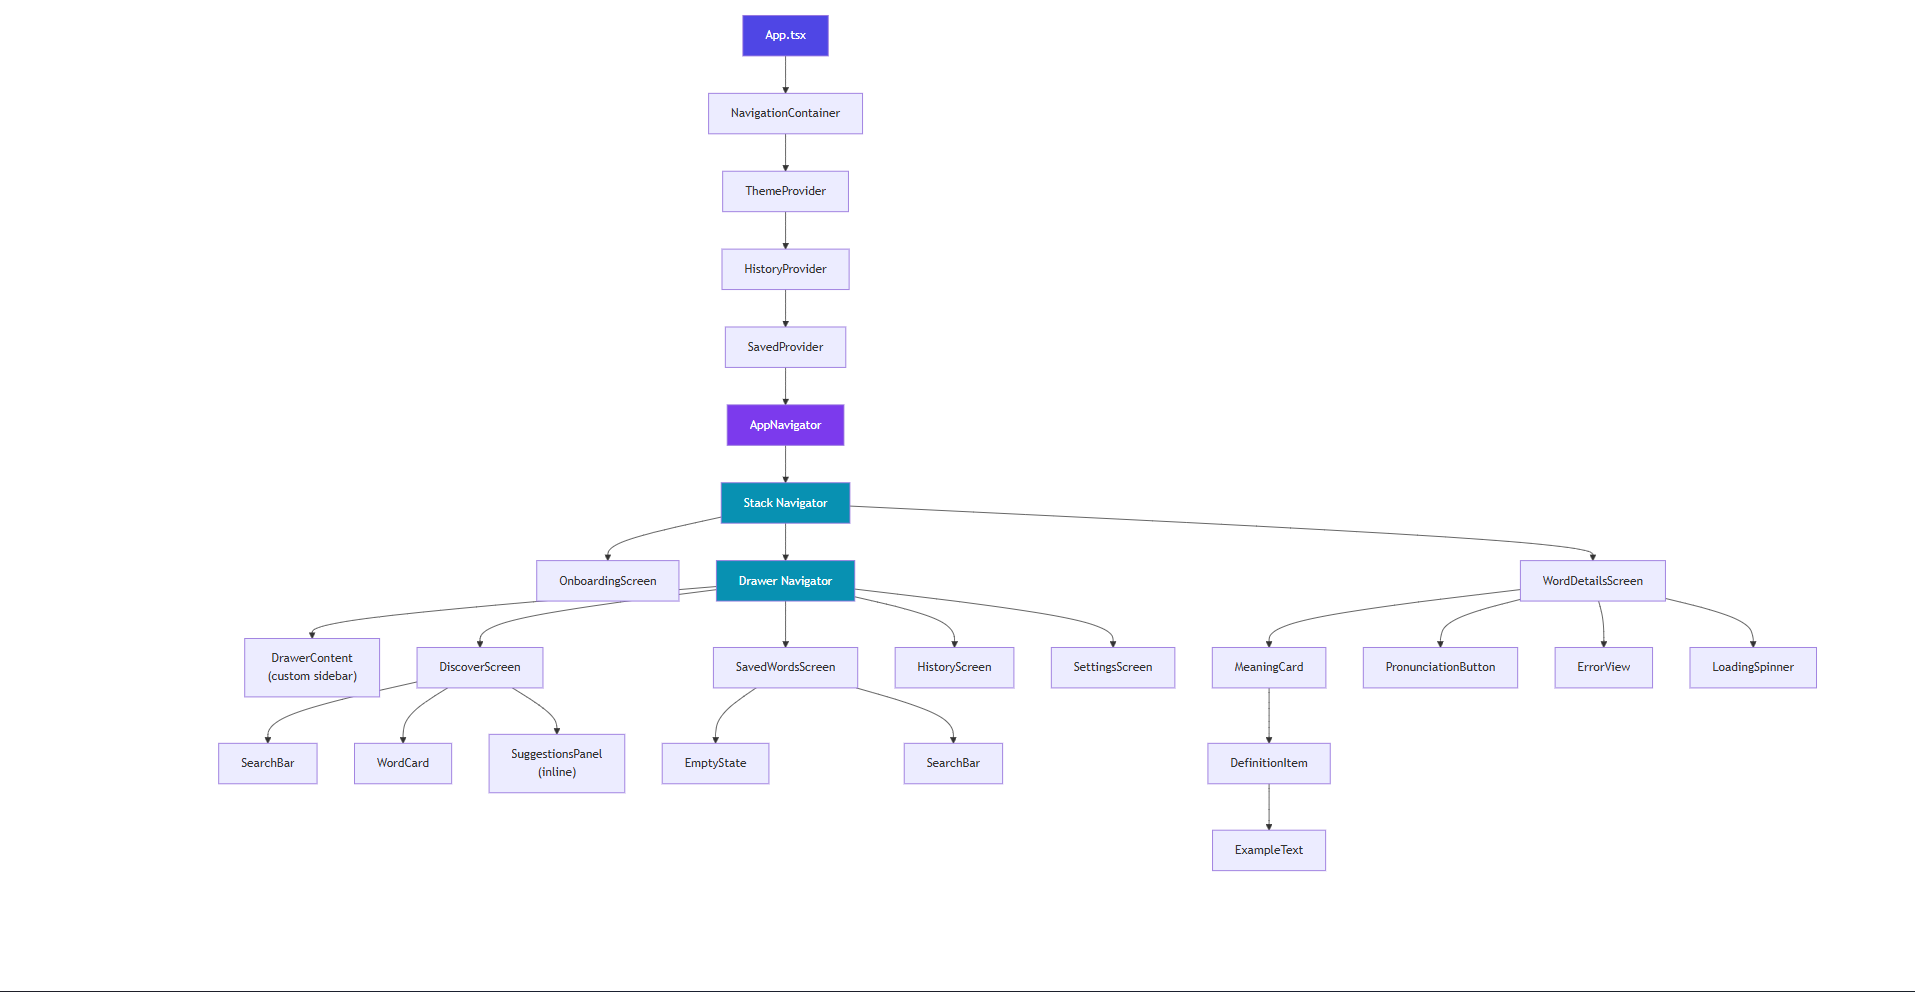 App.tsx
NavigationContainer
ThemeProvider
HistoryProvider
SavedProvider
AppNavigator
Stack Navigator
OnboardingScreen
Drawer Navigator
WordDetailsScreen
DrawerContent
(custom sidebar)
DiscoverScreen
SavedWordsScreen
HistoryScreen
SettingsScreen
MeaningCard
PronunciationButton
ErrorView
LoadingSpinner
SearchBar
WordCard
SuggestionsPanel
(inline)
EmptyState
SearchBar
DefinitionItem
ExampleText